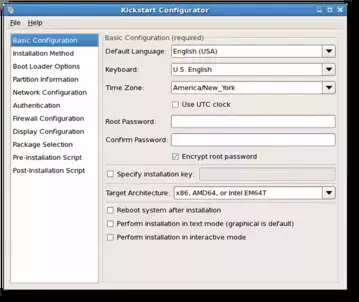 Kickstart Configurator
File Help
Basic Configuration
Installation Method
Boot Loader Options
Partition Information
Network Configuration
Authentication
Firewall Configuration
Display Configuration
Package Selection
Pre-Installation Script
Post-Installation Script
Basic Configuration (required)
Default Language: English (USA)
Keyboard: U.S. English
Time Zone: America/New_York
Use UTC clock
Root Password:
Confirm Password:
Encrypt root password
Specify installation key:
Target Architecture: x86, AMD64, or Intel EM64T
Reboot system after installation
Perform installation in text mode (graphical is default)
Perform installation in interactive mode